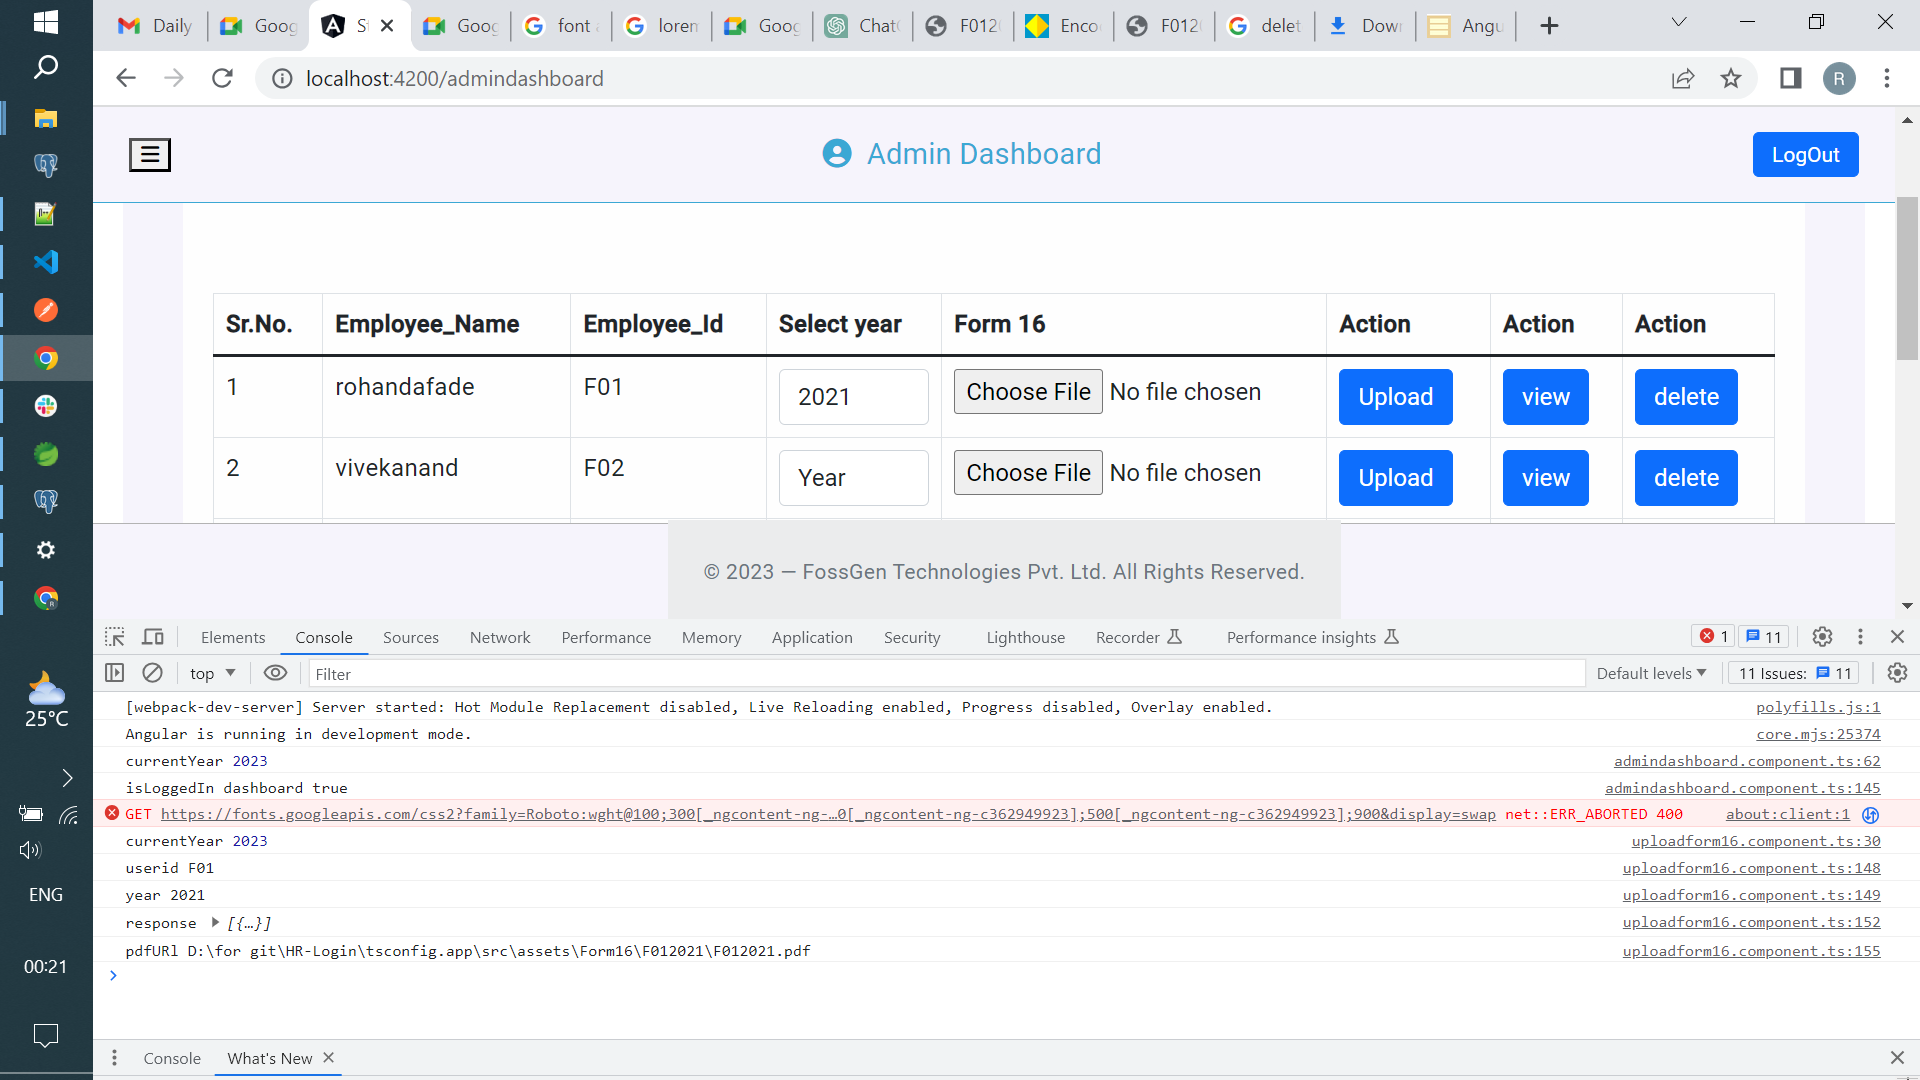 Daily
Goog
St
Goog
font a
lorem
Goog
Chat
F012
Enco
F012
delet
Dow
Angu
localhost:4200/admindashboard
R
Admin Dashboard
LogOut
Sr.No. Employee_Name Employee_Id Select year Form 16 Action Action Action
1 rohandafade F01 2021 Choose File No file chosen Upload view delete
2 vivekanand F02 Year Choose File No file chosen Upload view delete
© 2023 — FossGen Technologies Pvt. Ltd. All Rights Reserved.
Elements Console Sources Network Performance Memory Application Security Lighthouse Recorder Performance insights 1 11
top Filter Default levels 11 Issues: 11
[webpack-dev-server] Server started: Hot Module Replacement disabled, Live Reloading enabled, Progress disabled, Overlay enabled. polyfills.js:1
Angular is running in development mode. core.mjs:25374
currentYear 2023 admindashboard.component.ts:62
isLoggedIn dashboard true admindashboard.component.ts:145
GET https://fonts.googleapis.com/css2?family=Roboto:wght@100;300[_ngcontent-ng-…0[_ngcontent-ng-c362949923];500[_ngcontent-ng-c362949923];900&display=swap net::ERR_ABORTED 400 about:client:1
currentYear 2023 uploadform16.component.ts:30
userid F01 uploadform16.component.ts:148
year 2021 uploadform16.component.ts:149
response [{…}] uploadform16.component.ts:152
pdfURl D:\for git\HR-Login\tsconfig.app\src\assets\Form16\F012021\F012021.pdf uploadform16.component.ts:155
Console What's New
25°C
ENG
00:21